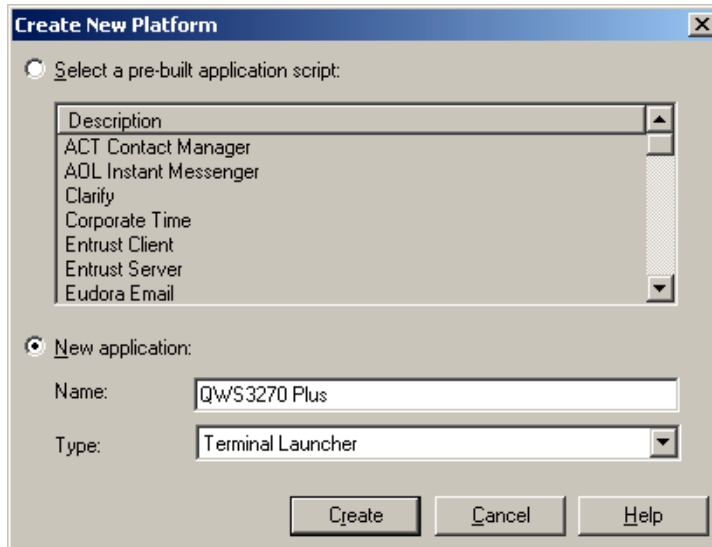 Create New Platform
Select a pre-built application script:
Description
ACT Contact Manager
AOL Instant Messenger
Clarify
Corporate Time
Entrust Client
Entrust Server
Eudora Email
New application:
Name:
QWS3270 Plus
Type:
Terminal Launcher
Create
Cancel
Help